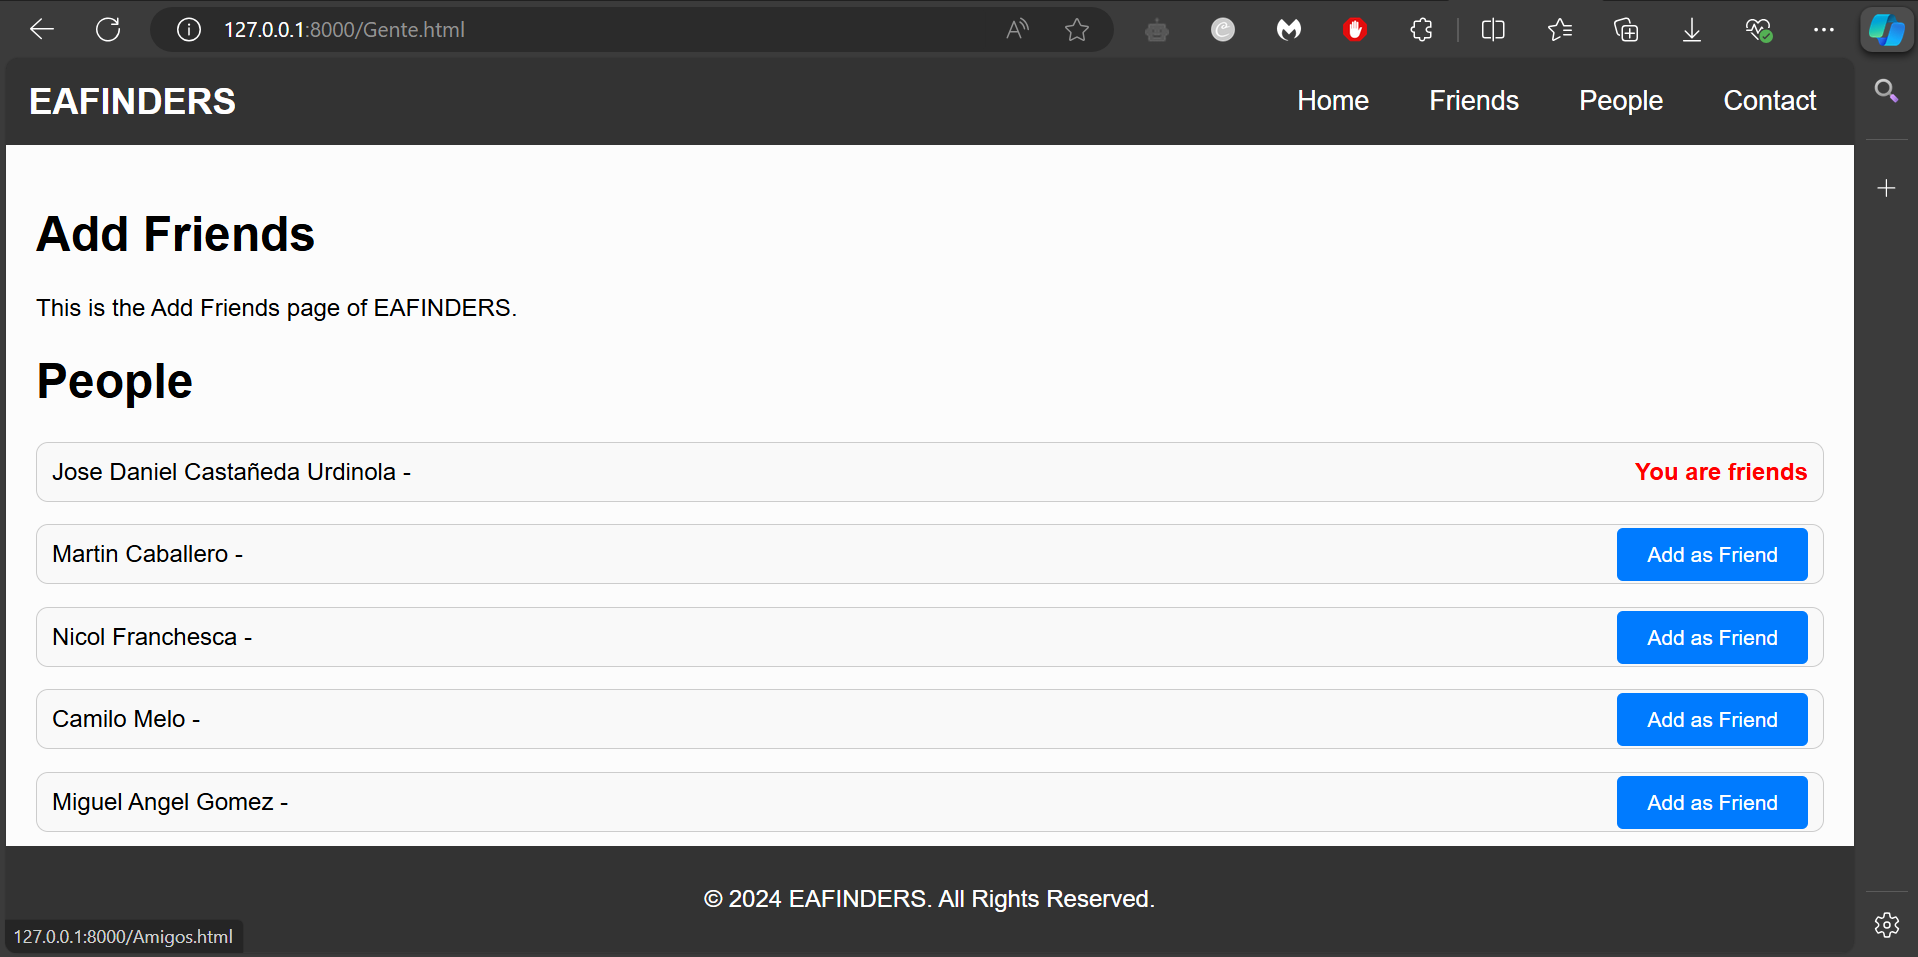 127.0.0.1:8000/Gente.html
EAFINDERS
Home Friends People Contact
Add Friends
This is the Add Friends page of EAFINDERS.
People
Jose Daniel Castañeda Urdinola - You are friends
Martin Caballero - Add as Friend
Nicol Franchesca - Add as Friend
Camilo Melo - Add as Friend
Miguel Angel Gomez - Add as Friend
© 2024 EAFINDERS. All Rights Reserved.
127.0.0.1:8000/Amigos.html